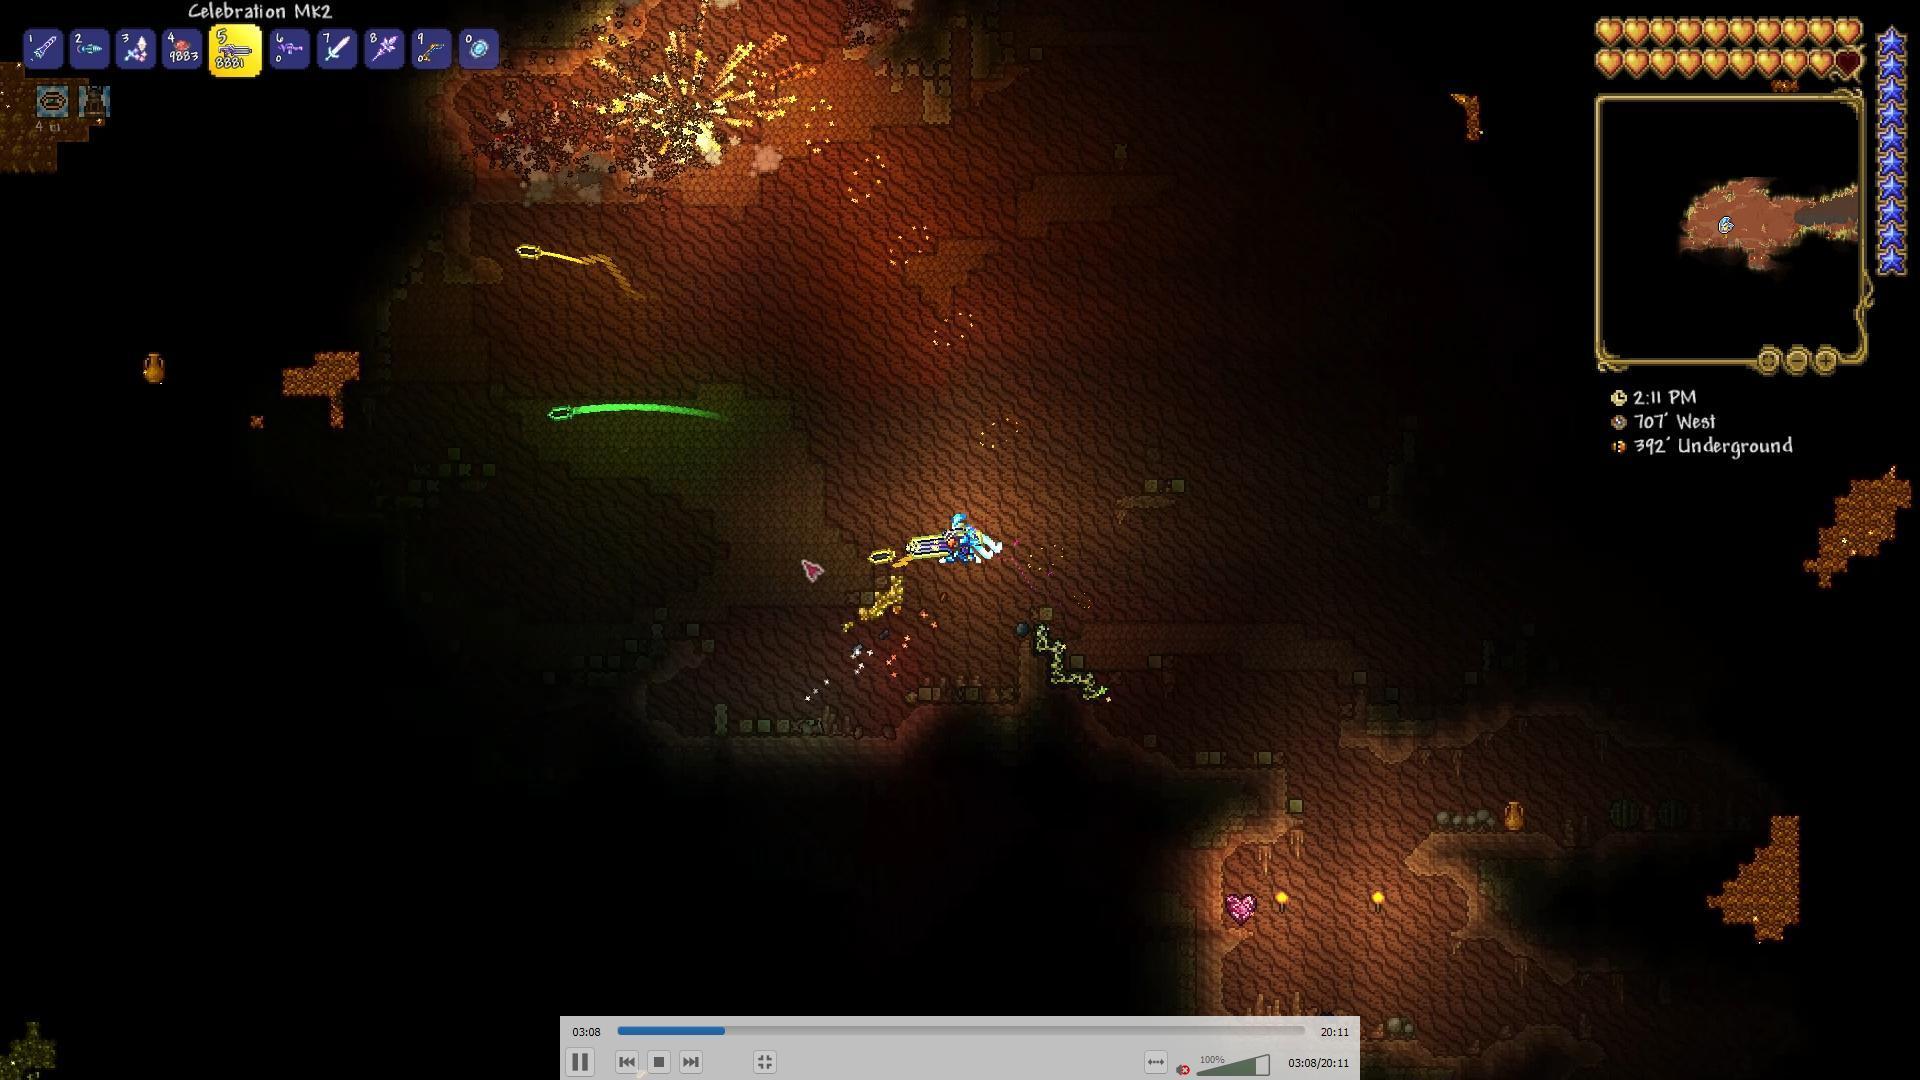 Celebration Mk2
1 2 3 4 5 6 7 8 9 0
9883 8881 0 0
2:11 PM
707' West
392' Underground
03:08 20:11
100%
03:08/20:11